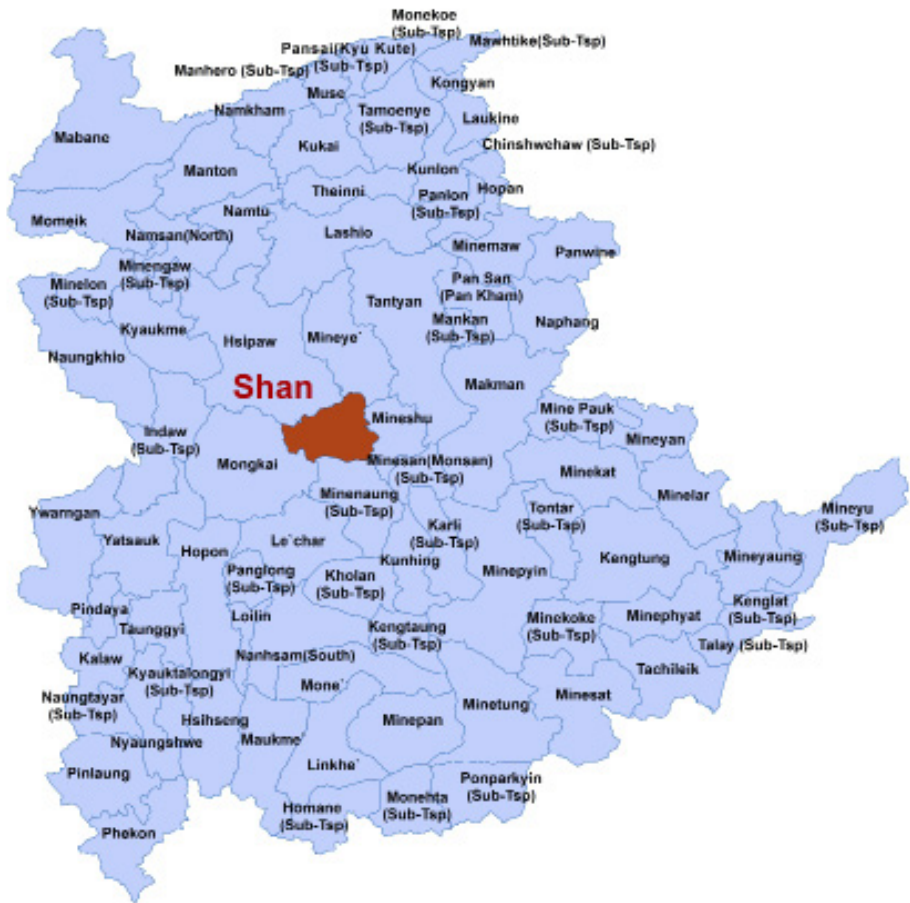 Monekoe
(Sub-Tsp)
Mawhtike(Sub-Tsp)
Pansai(Kyu Kute)
(Sub-Tsp)
Manhero (Sub-Tsp)
Kongyan
Muse
Namkham
Tamoenye
(Sub-Tsp)
Laukine
Mabane
Kukai
Chinshwehaw (Sub-Tsp)
Manton
Kunlon
Theinni
Panlon
(Sub-Tsp)
Hopan
Namtu
Momeik
Lashio
Namsan(North)
Minemaw
Panwine
Minengaw
(Sub-Tsp)
Minelon
(Sub-Tsp)
Pan San
(Pan Kham)
Tantyan
Mankan
(Sub-Tsp)
Naphang
Kyaukme
Hsipaw
Mineye`
Naungkhio
Shan
Makman
Mine Pauk
(Sub-Tsp)
Mineshu
Indaw
(Sub-Tsp)
Mineyan
Mongkai
Minesan(Monsan)
(Sub-Tsp)
Minekat
Minenaung
(Sub-Tsp)
Minelar
Ywarngan
Mineyu
(Sub-Tsp)
Karli
(Sub-Tsp)
Tontar
(Sub-Tsp)
Yatsauk
Hopon
Le`char
Kunhing
Minepyin
Kengtung
Mineyaung
Panglong
(Sub-Tsp)
Kholan
(Sub-Tsp)
Pindaya
Taunggyi
Loilin
Kengtaung
(Sub-Tsp)
Minekoke
(Sub-Tsp)
Minephyat
Kenglat
(Sub-Tsp)
Talay (Sub-Tsp)
Kalaw
Nanhsam(South)
Kyauktalongyi
(Sub-Tsp)
Tachileik
Mone`
Minesat
Naungtayar
(Sub-Tsp)
Minetung
Hsihseng
Minepan
Nyaungshwe
Maukme`
Pinlaung
Linkhe`
Ponparkyin
(Sub-Tsp)
Monehta
(Sub-Tsp)
Homane
(Sub-Tsp)
Phekon